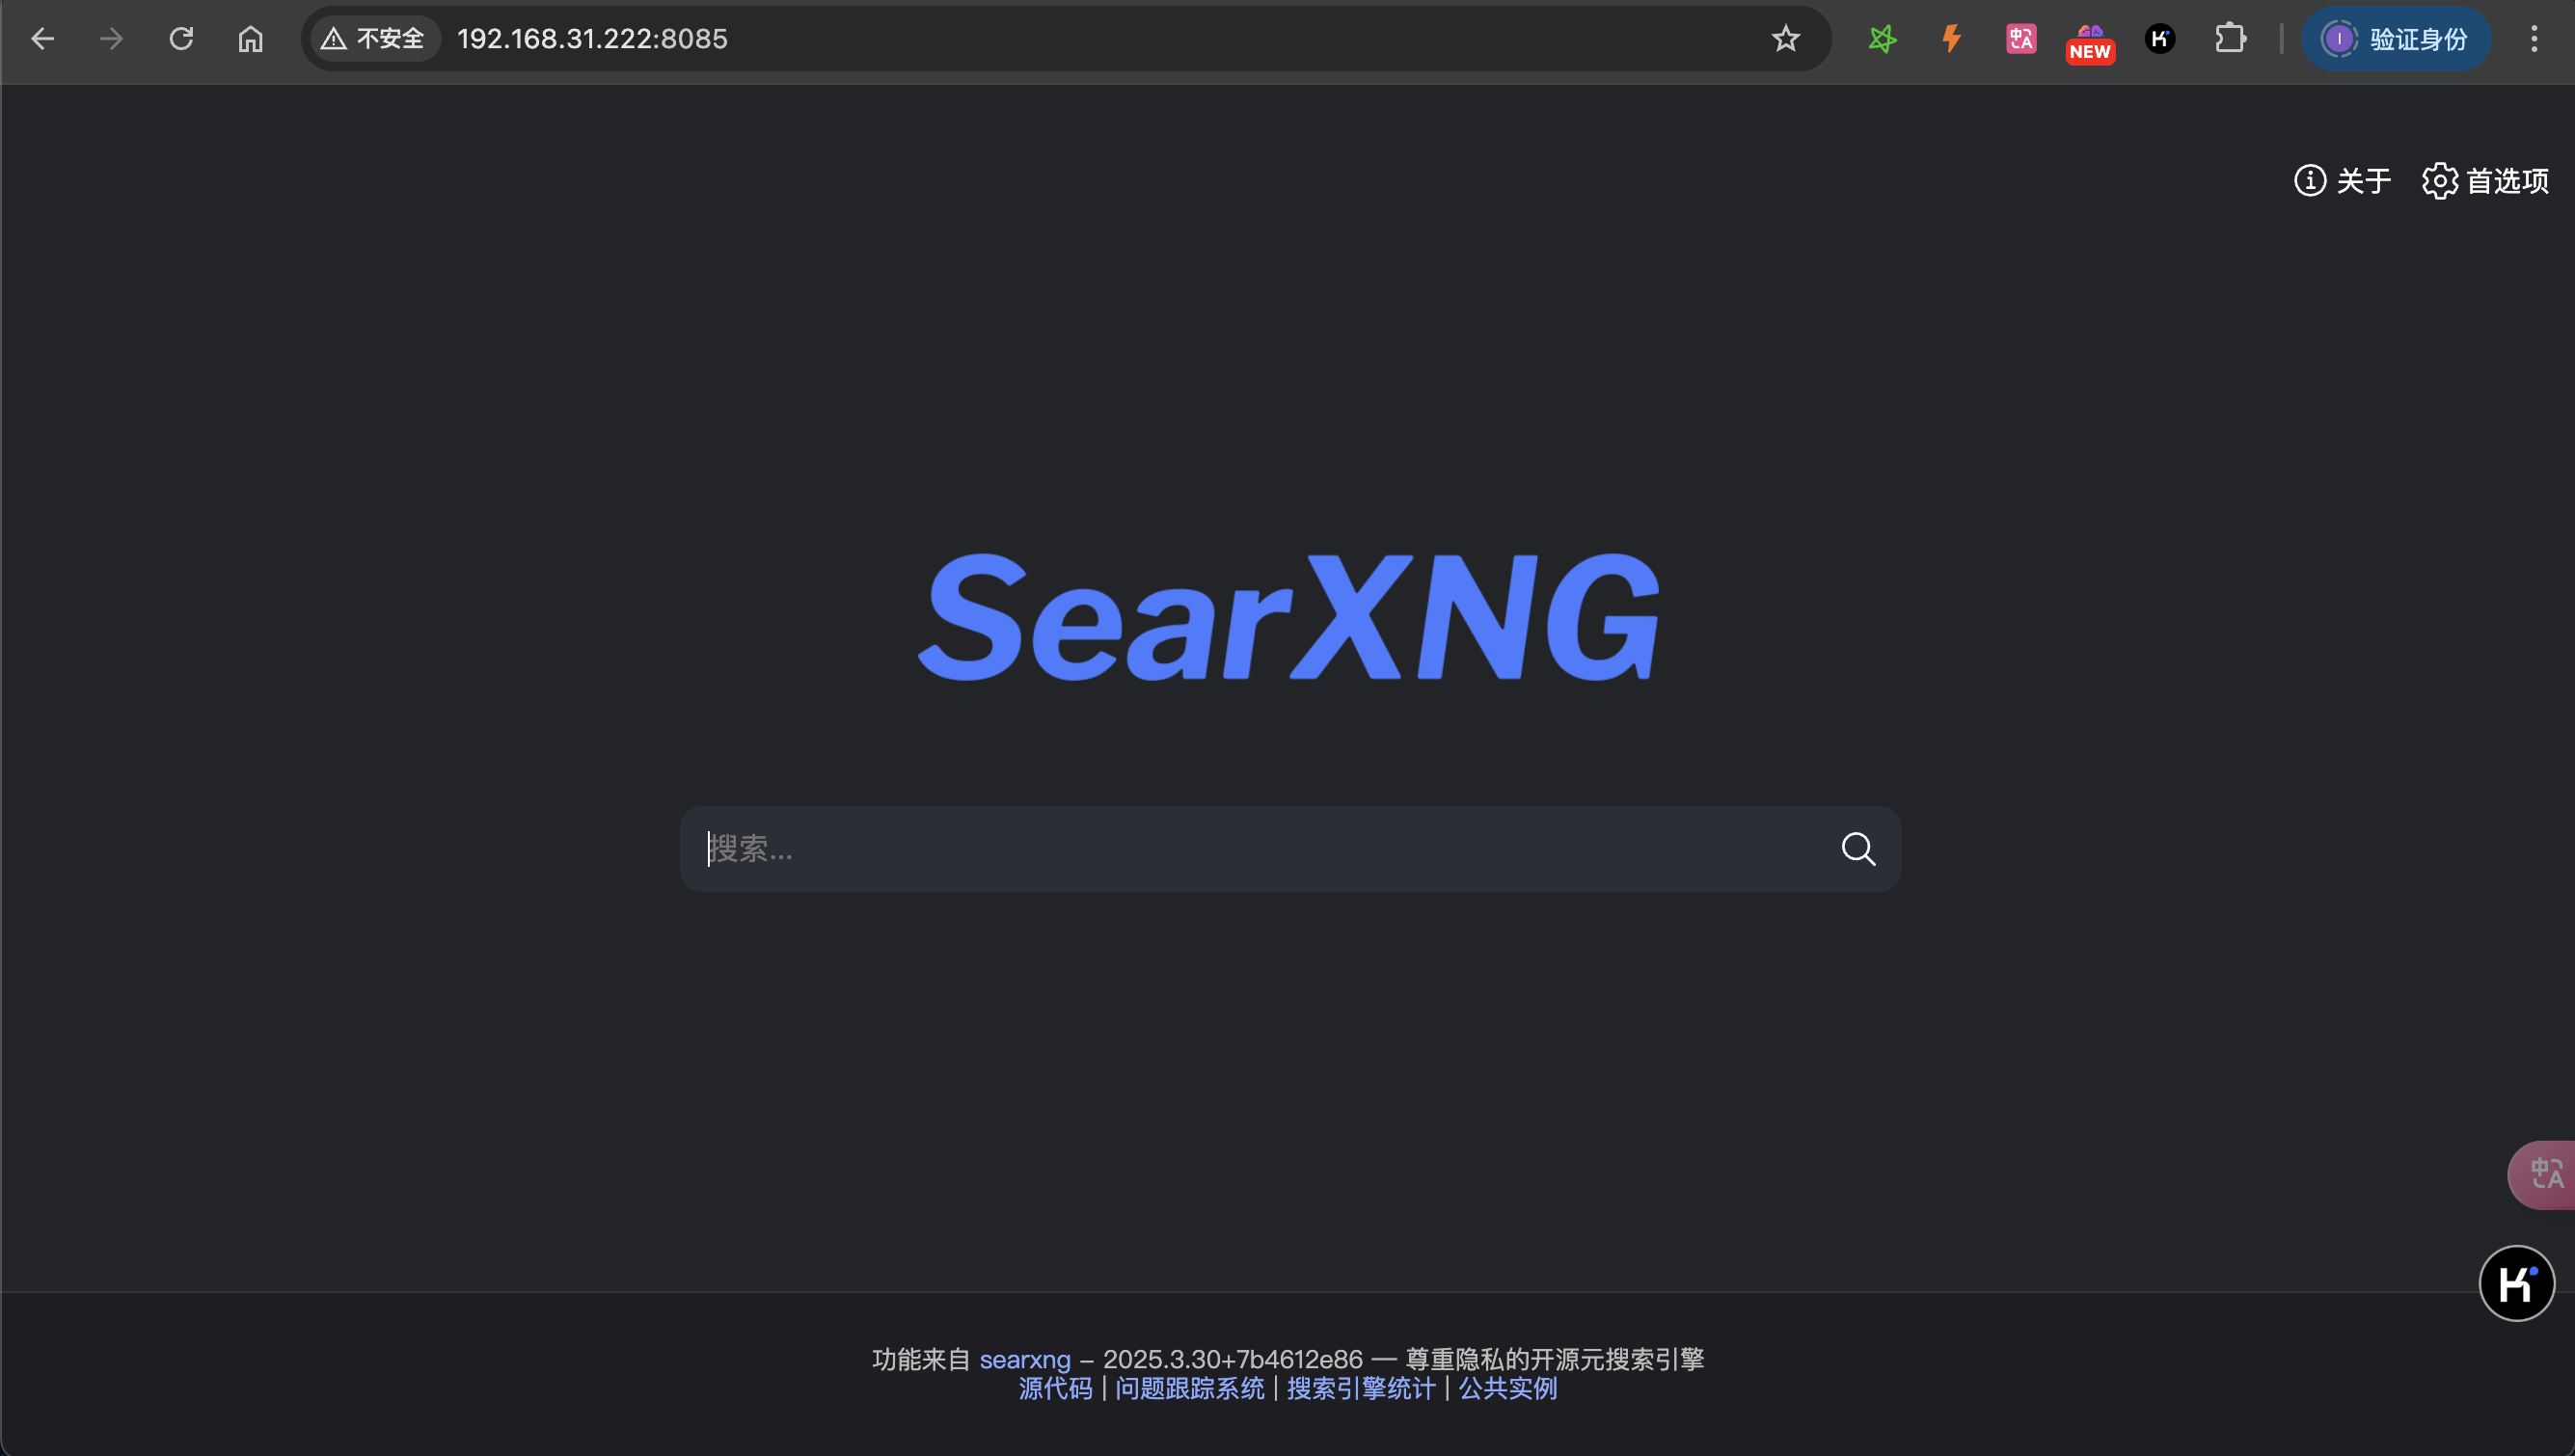 不安全 192.168.31.222:8085
NEW
验证身份
关于 首选项
SearXNG
搜索...
功能来自 searxng – 2025.3.30+7b4612e86 — 尊重隐私的开源元搜索引擎
源代码 | 问题跟踪系统 | 搜索引擎统计 | 公共实例